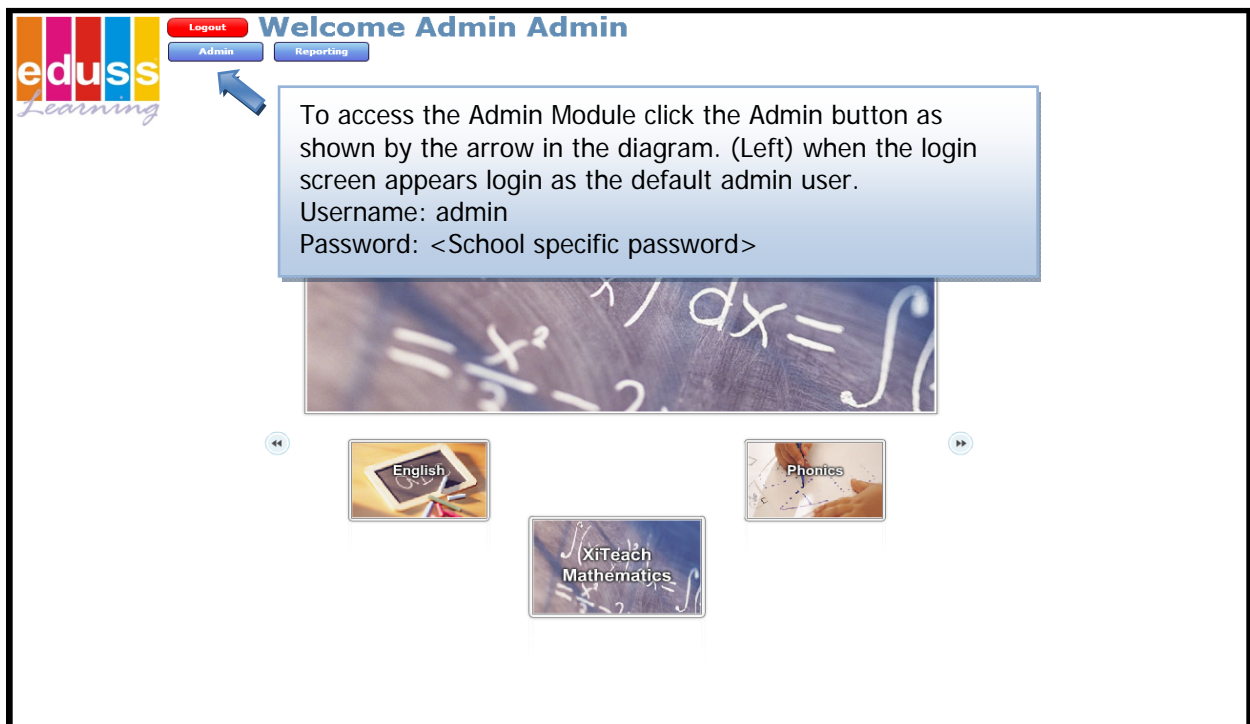 Logout
Welcome Admin Admin
Admin
Reporting
eduss
Learning
To access the Admin Module click the Admin button as
shown by the arrow in the diagram. (Left) when the login
screen appears login as the default admin user.
Username: admin
Password: <School specific password>
dx = ∫(
= x²
English
Phonics
XiTeach
Mathematics